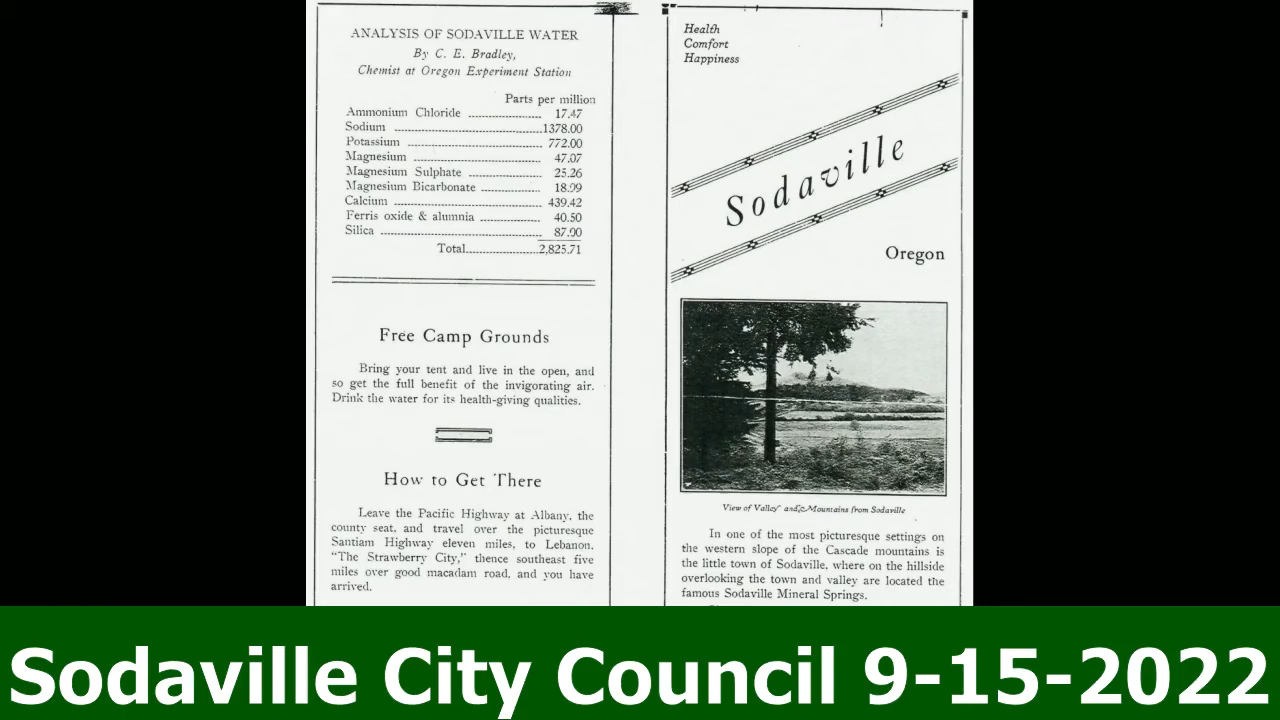 ANALYSIS OF SODAVILLE WATER
By C. E. Bradley,
Chemist at Oregon Experiment Station
Parts per million
Ammonium Chloride 17.47
Sodium 1378.00
Potassium 772.00
Magnesium 47.07
Magnesium Sulphate 25.26
Magnesium Bicarbonate 18.99
Calcium 439.42
Ferris oxide & alumnia 40.50
Silica 87.00
Total 2,825.71
Free Camp Grounds
Bring your tent and live in the open, and
so get the full benefit of the invigorating air.
Drink the water for its health-giving qualities.
How to Get There
Leave the Pacific Highway at Albany, the
county seat, and travel over the picturesque
Santiam Highway eleven miles, to Lebanon.
"The Strawberry City," thence southeast five
miles over good macadam road, and you have
arrived.
Health
Comfort
Happiness
Sodaville
Oregon
View of Valley and Mountains from Sodaville
In one of the most picturesque settings on
the western slope of the Cascade mountains is
the little town of Sodaville, where on the hillside
overlooking the town and valley are located the
famous Sodaville Mineral Springs.
Sodaville City Council 9-15-2022